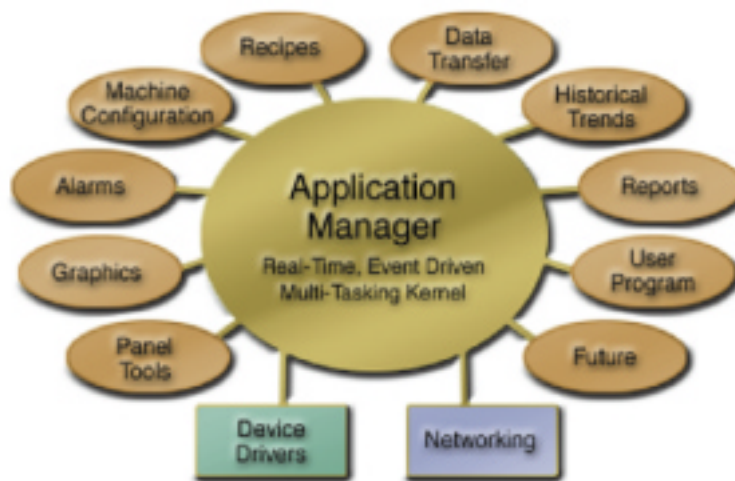 Recipes
Data
Transfer
Machine
Configuration
Historical
Trends
Alarms
Application
Manager
Real-Time, Event Driven
Multi-Tasking Kernel
Reports
Graphics
User
Program
Panel
Tools
Future
Device
Drivers
Networking